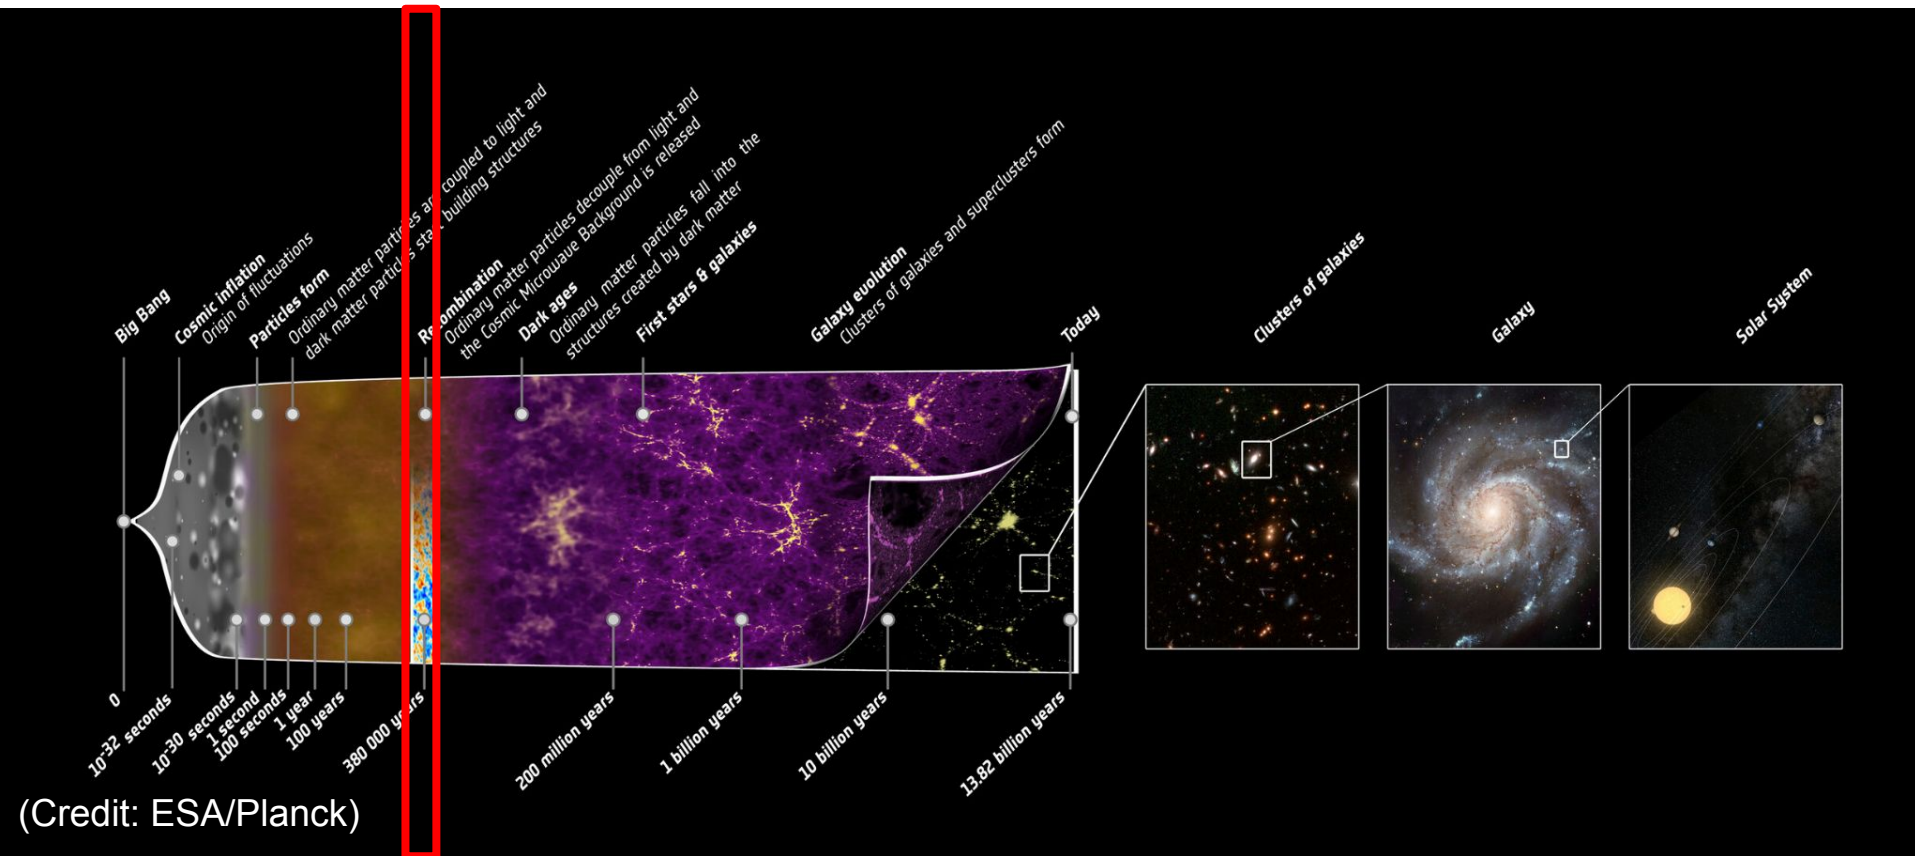 Big Bang
Cosmic inflation
Origin of fluctuations
Particles form
Ordinary matter particles are coupled to light and
dark matter particles start building structures
Recombination
Ordinary matter particles decouple from light and
the Cosmic Microwave Background is released
Dark ages
Ordinary matter particles fall into the
structures created by dark matter
First stars & galaxies
Galaxy evolution
Clusters of galaxies and superclusters form
Today
Clusters of galaxies
Galaxy
Solar System
0
10-32 seconds
10-30 seconds
1 second
100 seconds
1 year
100 years
380 000 years
200 million years
1 billion years
10 billion years
13.82 billion years
(Credit: ESA/Planck)